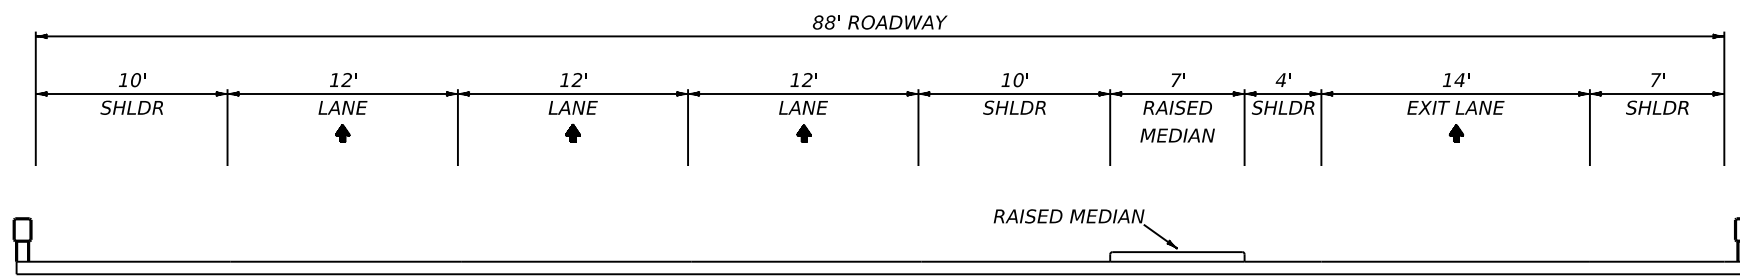 88' ROADWAY
10' 12' 12' 12' 10' 7' 4' 14' 7'
SHLDR LANE LANE LANE SHLDR RAISED SHLDR EXIT LANE SHLDR
MEDIAN
RAISED MEDIAN